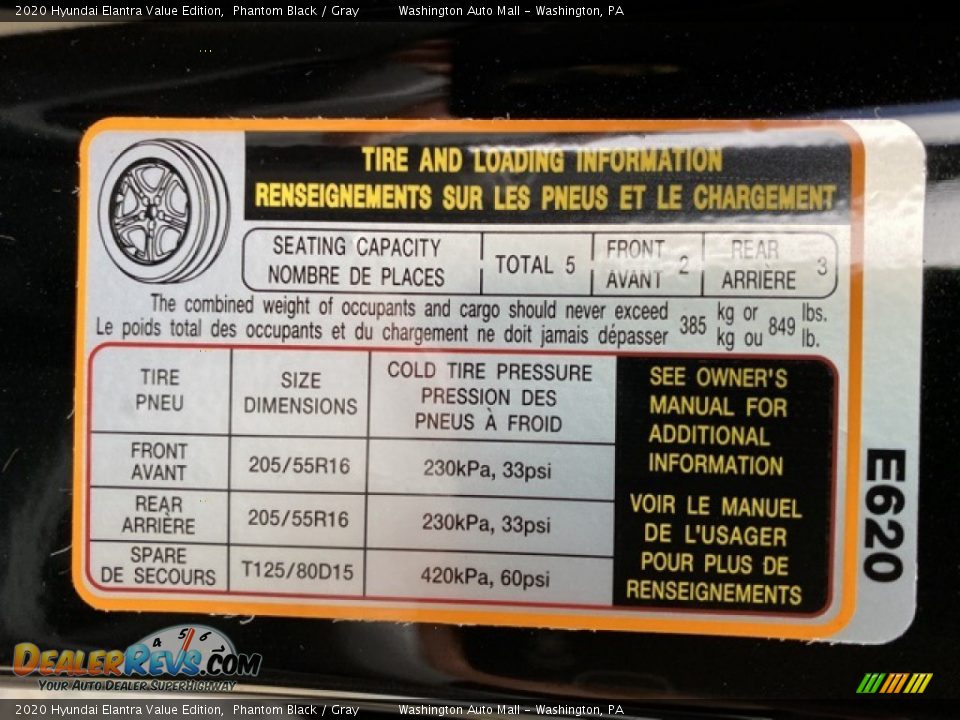 2020 Hyundai Elantra Value Edition, Phantom Black / Gray Washington Auto Mall - Washington, PA
TIRE AND LOADING INFORMATION
RENSEIGNEMENTS SUR LES PNEUS ET LE CHARGEMENT
SEATING CAPACITY
NOMBRE DE PLACES
TOTAL 5
FRONT
AVANT
2
REAR
ARRIÈRE
3
The combined weight of occupants and cargo should never exceed
Le poids total des occupants et du chargement ne doit jamais dépasser
385
kg or
kg ou
849
lbs.
lb.
TIRE
PNEU
SIZE
DIMENSIONS
COLD TIRE PRESSURE
PRESSION DES
PNEUS À FROID
FRONT
AVANT
205/55R16
230kPa, 33psi
REAR
ARRIÈRE
205/55R16
230kPa, 33psi
SPARE
DE SECOURS
T125/80D15
420kPa, 60psi
SEE OWNER'S
MANUAL FOR
ADDITIONAL
INFORMATION
VOIR LE MANUEL
DE L'USAGER
POUR PLUS DE
RENSEIGNEMENTS
E620
4 5 6
DEALERREVS.COM
YOUR AUTO DEALER SUPERHIGHWAY
2020 Hyundai Elantra Value Edition, Phantom Black / Gray Washington Auto Mall - Washington, PA